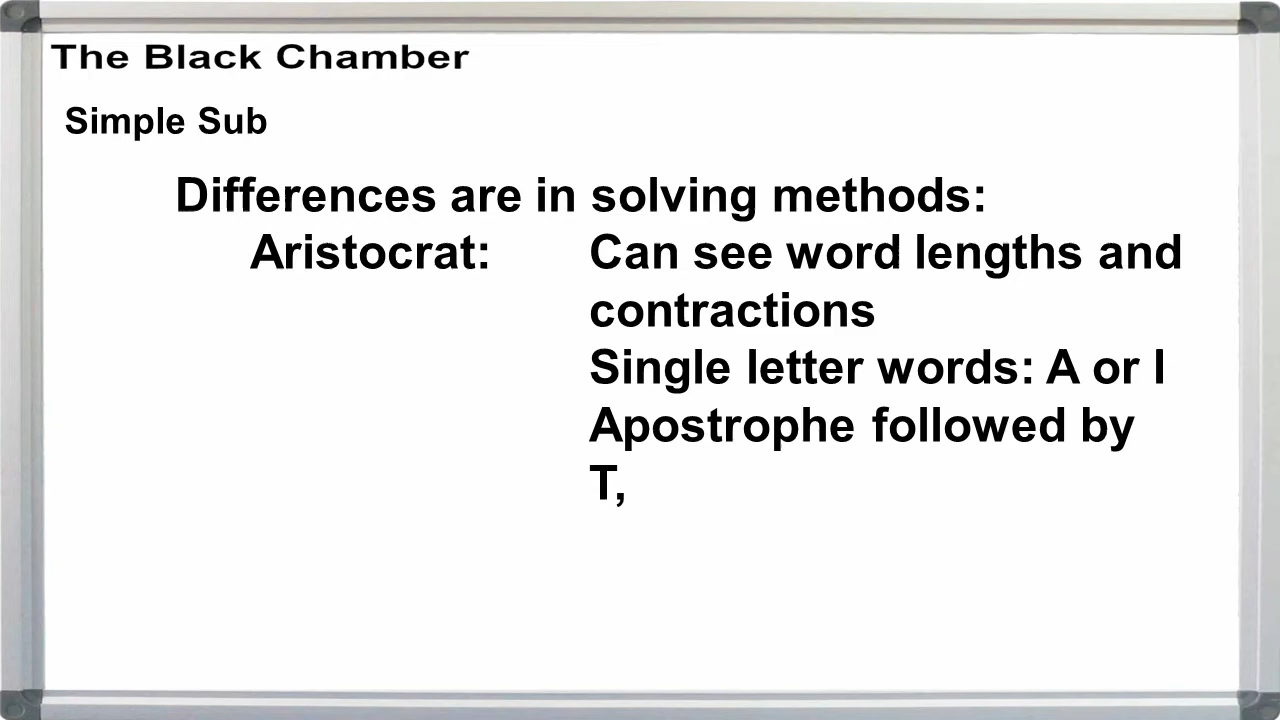 The Black Chamber
Simple Sub
Differences are in solving methods:
Aristocrat: Can see word lengths and
contractions
Single letter words: A or I
Apostrophe followed by
T,